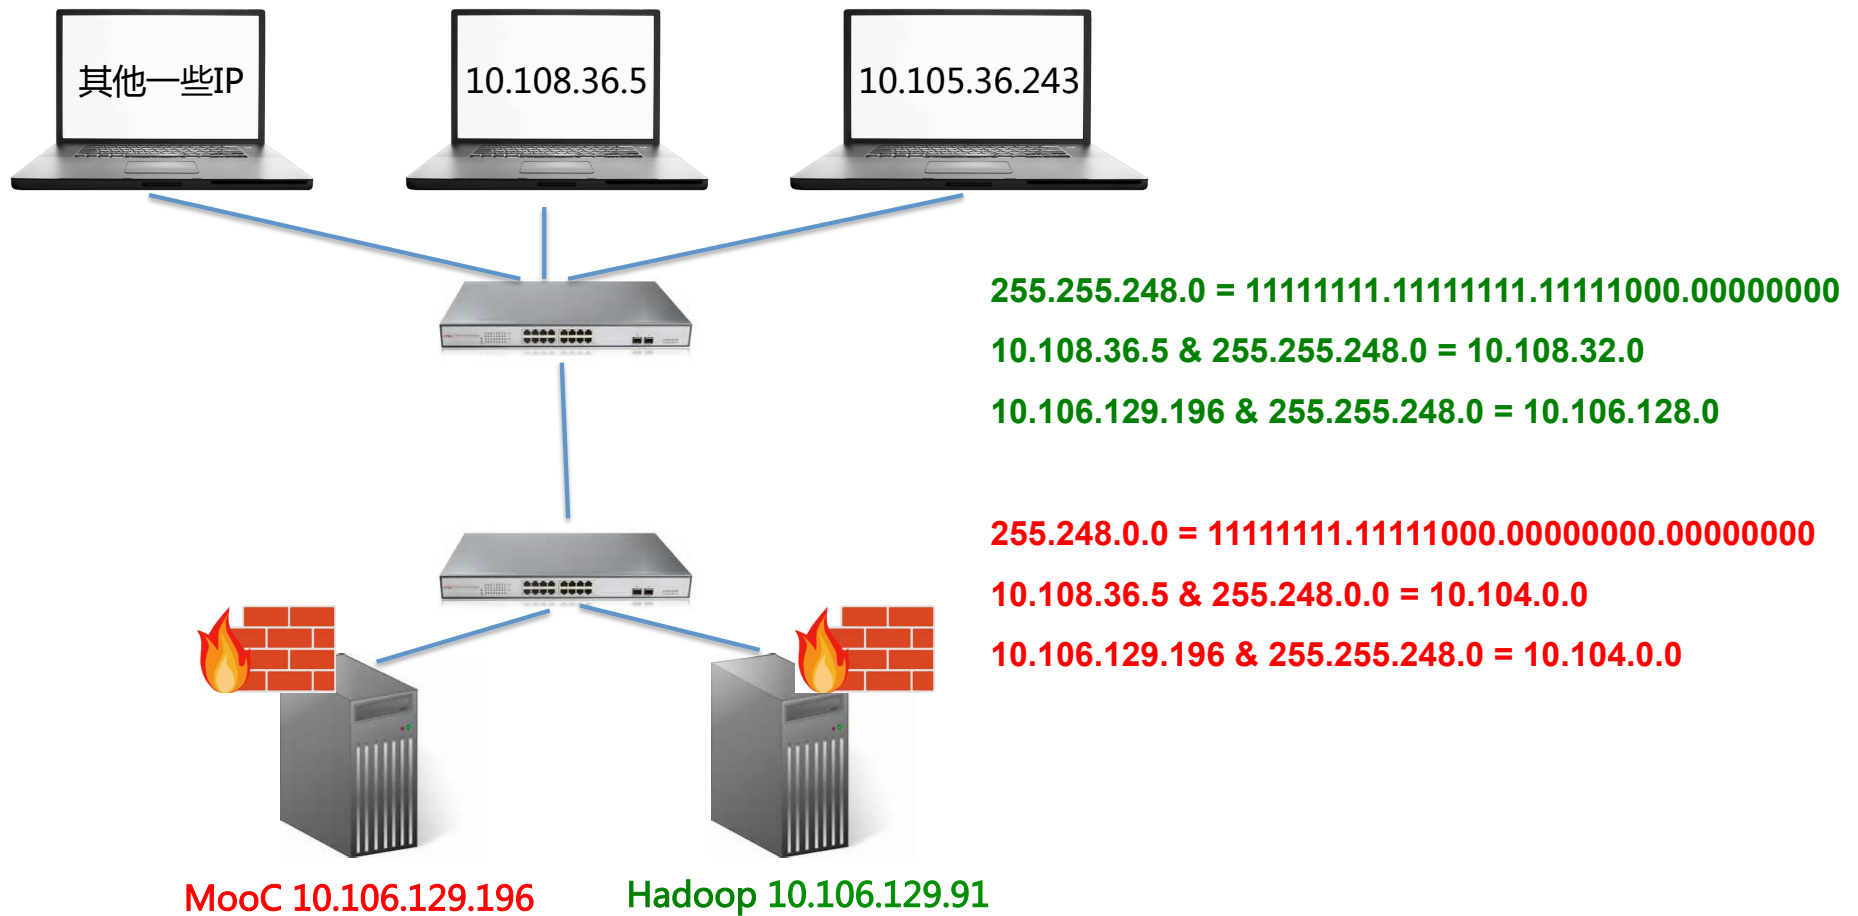 其他一些IP
10.108.36.5
10.105.36.243
255.255.248.0 = 11111111.11111111.11111000.00000000
10.108.36.5 & 255.255.248.0 = 10.108.32.0
10.106.129.196 & 255.255.248.0 = 10.106.128.0
255.248.0.0 = 11111111.11111000.00000000.00000000
10.108.36.5 & 255.248.0.0 = 10.104.0.0
10.106.129.196 & 255.255.248.0 = 10.104.0.0
MooC 10.106.129.196
Hadoop 10.106.129.91